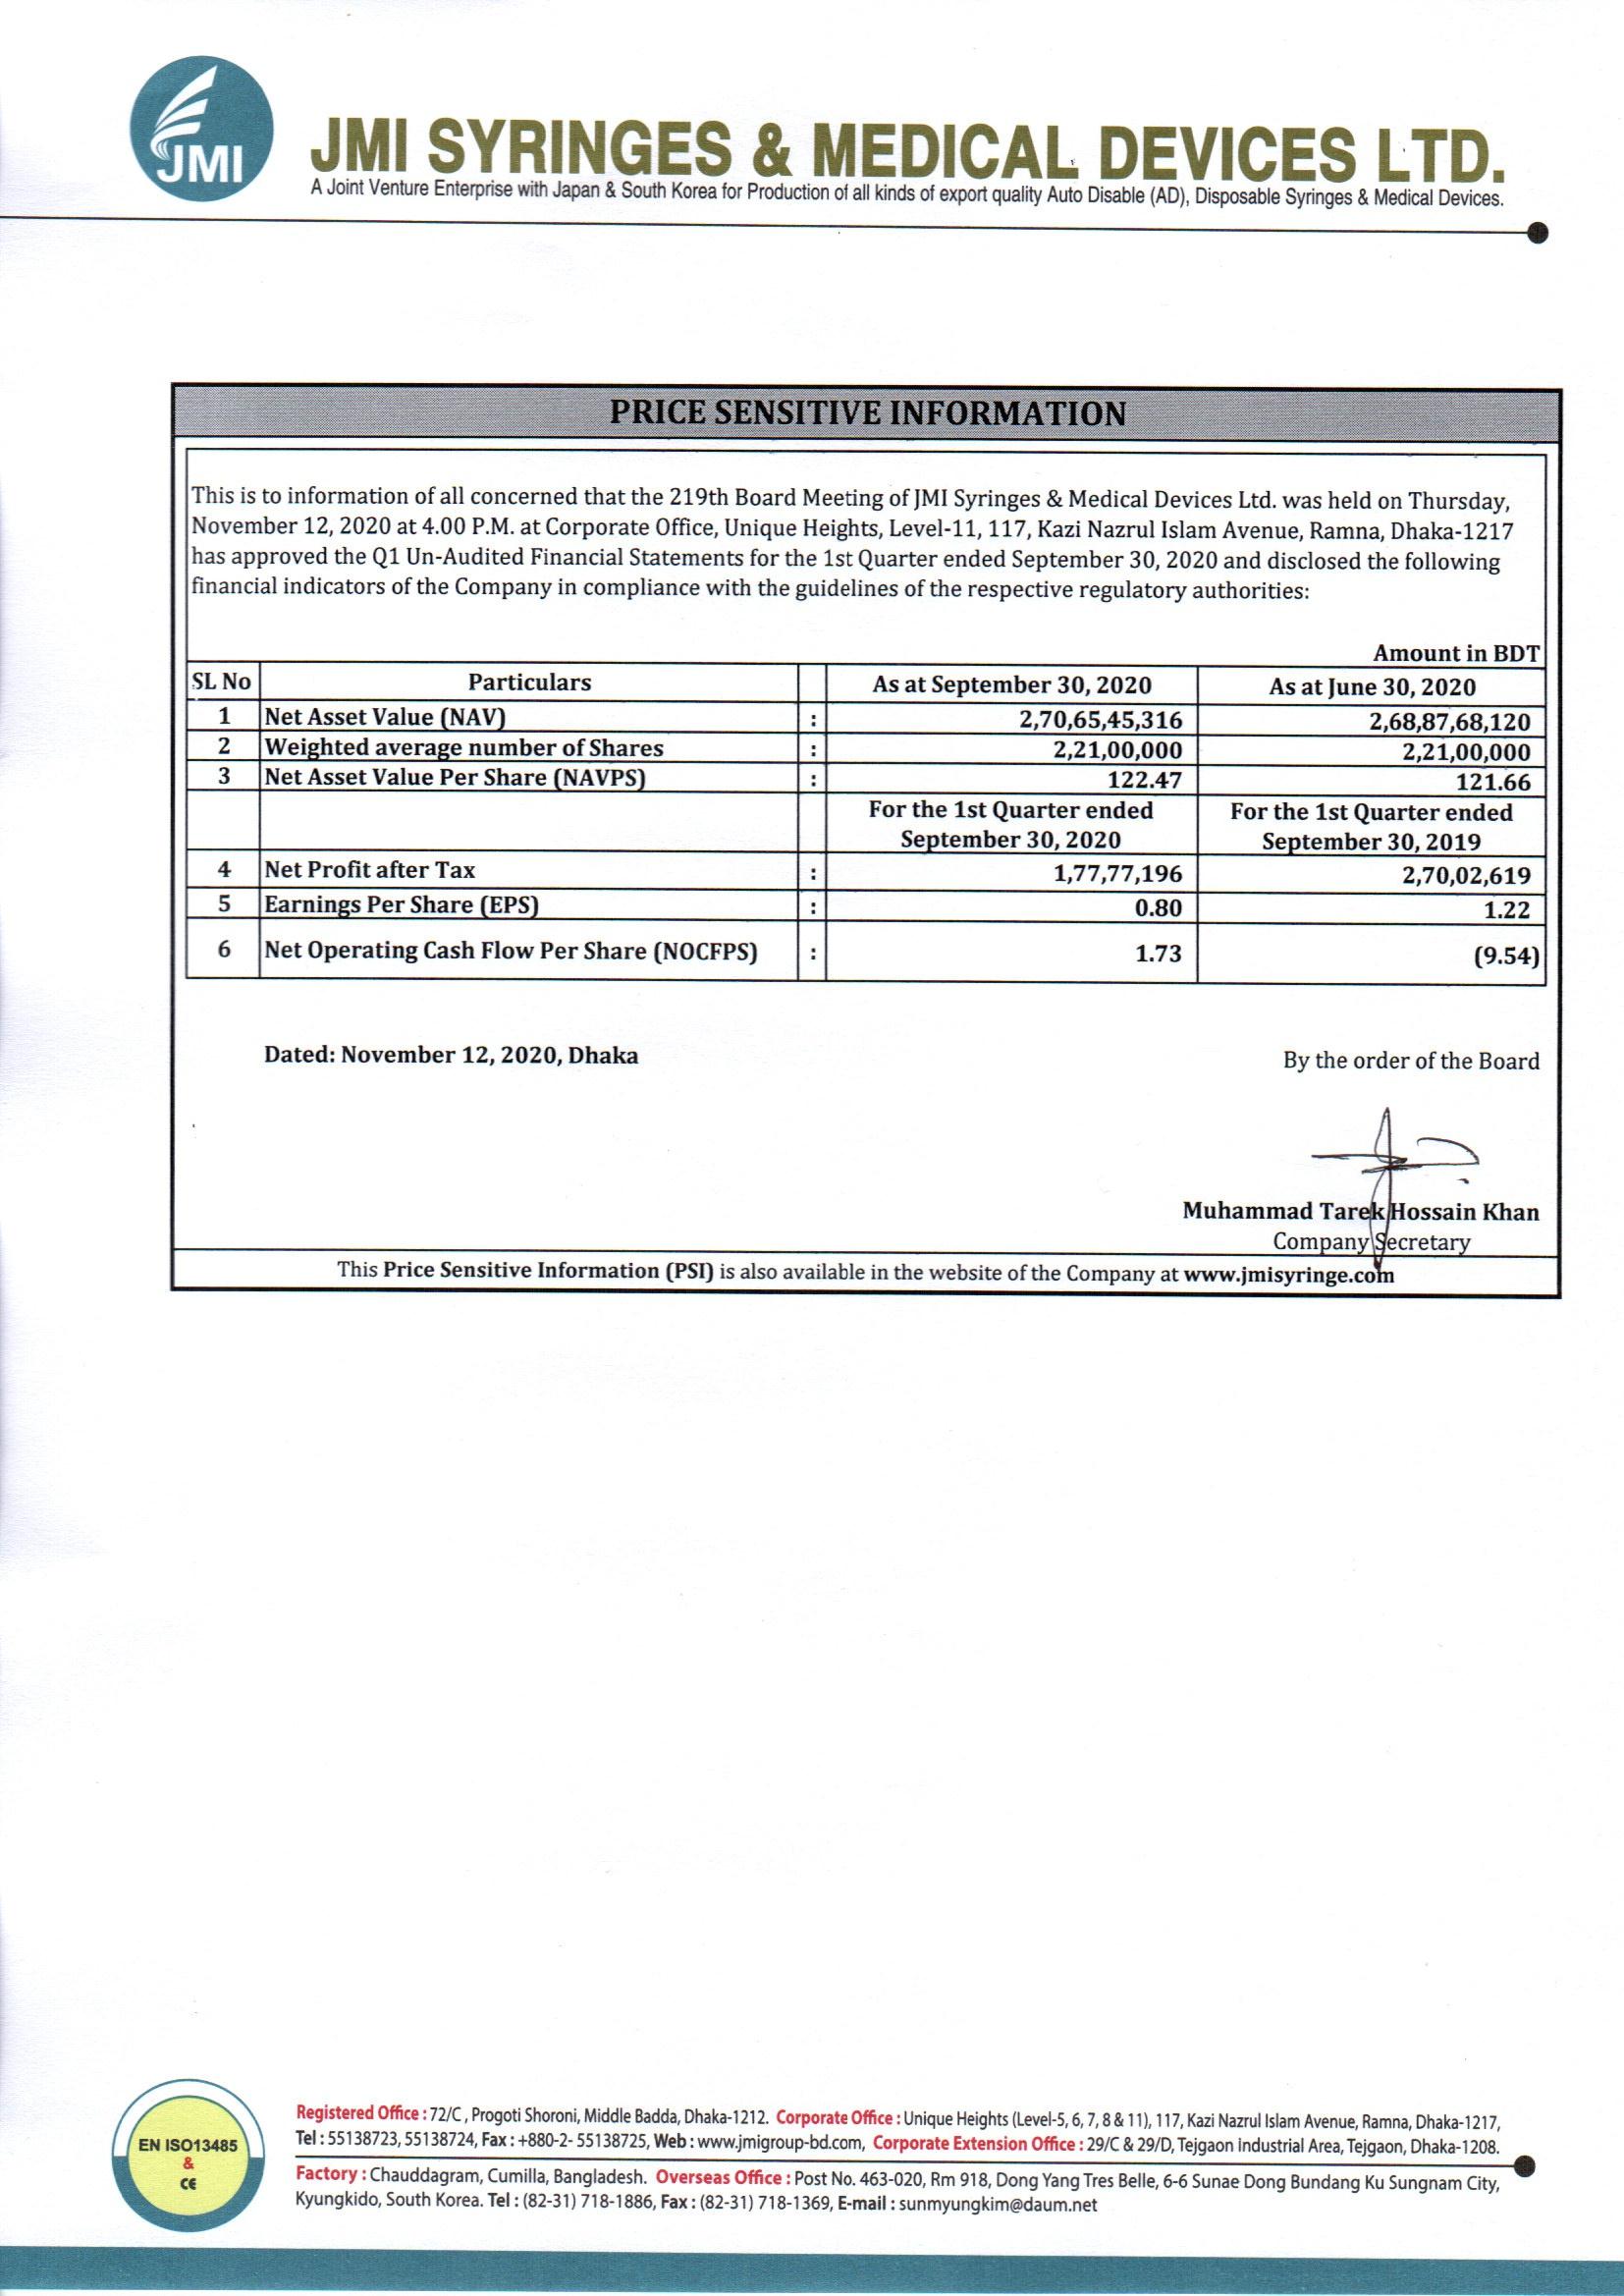 JMI
JMI SYRINGES & MEDICAL DEVICES LTD.
A Joint Venture Enterprise with Japan & South Korea for Production of all kinds of export quality Auto Disable (AD), Disposable Syringes & Medical Devices.
PRICE SENSITIVE INFORMATION
This is to information of all concerned that the 219th Board Meeting of JMI Syringes & Medical Devices Ltd. was held on Thursday,
November 12, 2020 at 4.00 P.M. at Corporate Office, Unique Heights, Level-11, 117, Kazi Nazrul Islam Avenue, Ramna, Dhaka-1217
has approved the Q1 Un-Audited Financial Statements for the 1st Quarter ended September 30, 2020 and disclosed the following
financial indicators of the Company in compliance with the guidelines of the respective regulatory authorities:
Amount in BDT
SL No Particulars As at September 30, 2020 As at June 30, 2020
1 Net Asset Value (NAV) : 2,70,65,45,316 2,68,87,68,120
2 Weighted average number of Shares : 2,21,00,000 2,21,00,000
3 Net Asset Value Per Share (NAVPS) : 122.47 121.66
For the 1st Quarter ended For the 1st Quarter ended
September 30, 2020 September 30, 2019
4 Net Profit after Tax : 1,77,77,196 2,70,02,619
5 Earnings Per Share (EPS) : 0.80 1.22
6 Net Operating Cash Flow Per Share (NOCFPS) : 1.73 (9.54)
Dated: November 12, 2020, Dhaka By the order of the Board
Muhammad Tarek Hossain Khan
Company Secretary
This Price Sensitive Information (PSI) is also available in the website of the Company at www.jmisyringe.com
EN ISO13485
&
CE
Registered Office : 72/C , Progoti Shoroni, Middle Badda, Dhaka-1212. Corporate Office : Unique Heights (Level-5, 6, 7, 8 & 11), 117, Kazi Nazrul Islam Avenue, Ramna, Dhaka-1217,
Tel : 55138723, 55138724, Fax : +880-2- 55138725, Web : www.jmigroup-bd.com, Corporate Extension Office : 29/C & 29/D, Tejgaon industrial Area, Tejgaon, Dhaka-1208.
Factory : Chauddagram, Cumilla, Bangladesh. Overseas Office : Post No. 463-020, Rm 918, Dong Yang Tres Belle, 6-6 Sunae Dong Bundang Ku Sungnam City,
Kyungkido, South Korea. Tel : (82-31) 718-1886, Fax : (82-31) 718-1369, E-mail : sunmyungkim@daum.net